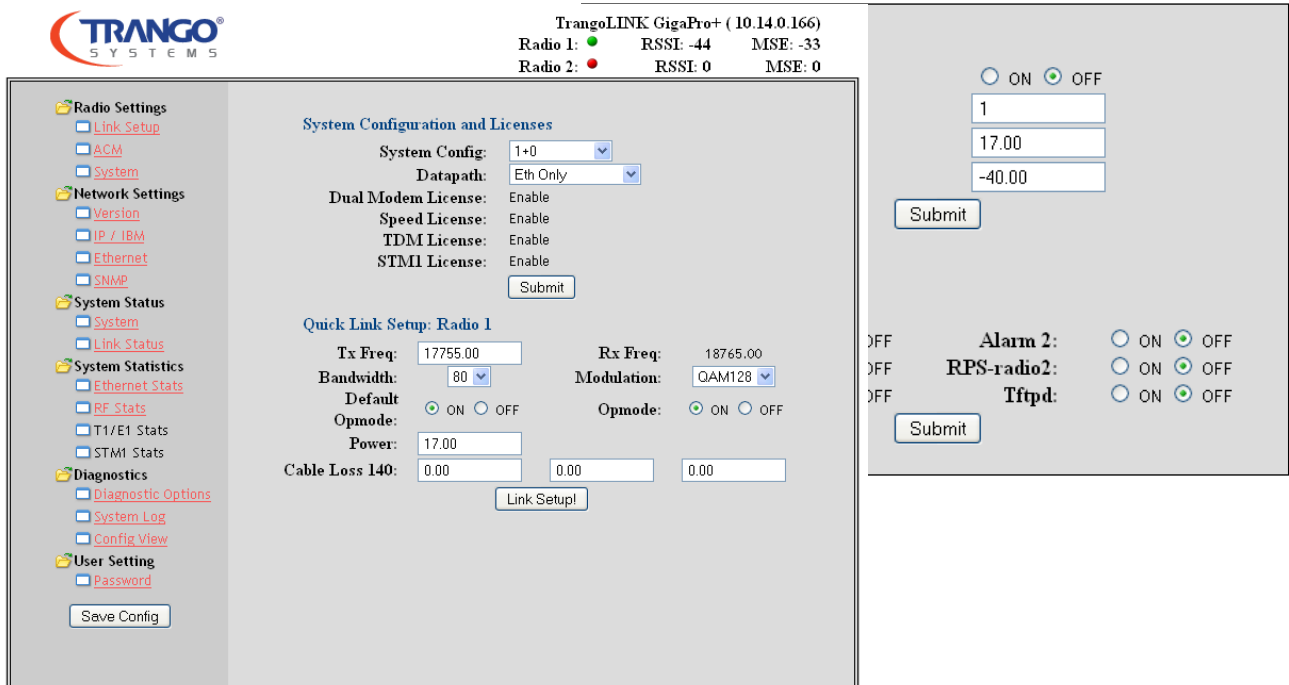 TRANGO®
SYSTEMS
TrangoLINK GigaPro+ ( 10.14.0.166)
Radio 1: RSSI: -44 MSE: -33
Radio 2: RSSI: 0 MSE: 0
Radio Settings
Link Setup
ACM
System
Network Settings
Version
IP / IBM
Ethernet
SNMP
System Status
System
Link Status
System Statistics
Ethernet Stats
RF Stats
T1/E1 Stats
STM1 Stats
Diagnostics
Diagnostic Options
System Log
Config View
User Setting
Password
Save Config
System Configuration and Licenses
System Config: 1+0
Datapath: Eth Only
Dual Modem License: Enable
Speed License: Enable
TDM License: Enable
STM1 License: Enable
Submit
Quick Link Setup: Radio 1
Tx Freq: 17755.00 Rx Freq: 18765.00
Bandwidth: 80 Modulation: QAM128
Default
Opmode: ON OFF Opmode: ON OFF
Power: 17.00
Cable Loss 140: 0.00 0.00 0.00
Link Setup!
ON OFF
1
17.00
-40.00
Submit
OFF Alarm 2: ON OFF
OFF RPS-radio2: ON OFF
OFF Tftpd: ON OFF
Submit